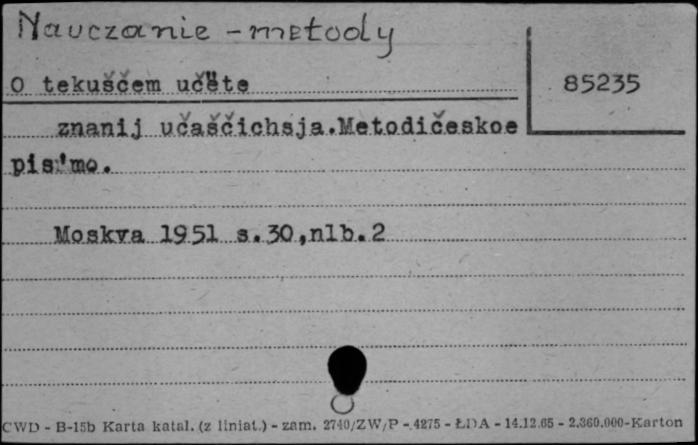 Nauczanie - metody
O tekuščem učëte
85235
znanij učaščichsja.Metodičeskoe
pis'mo.
Moskva 1951 s.30,nlb.2
CWD - B-15b Karta katal. (z liniat.) - zam. 2740/ZW/P - 4275 - ŁDA - 14.12.65 - 2.360.000-Karton